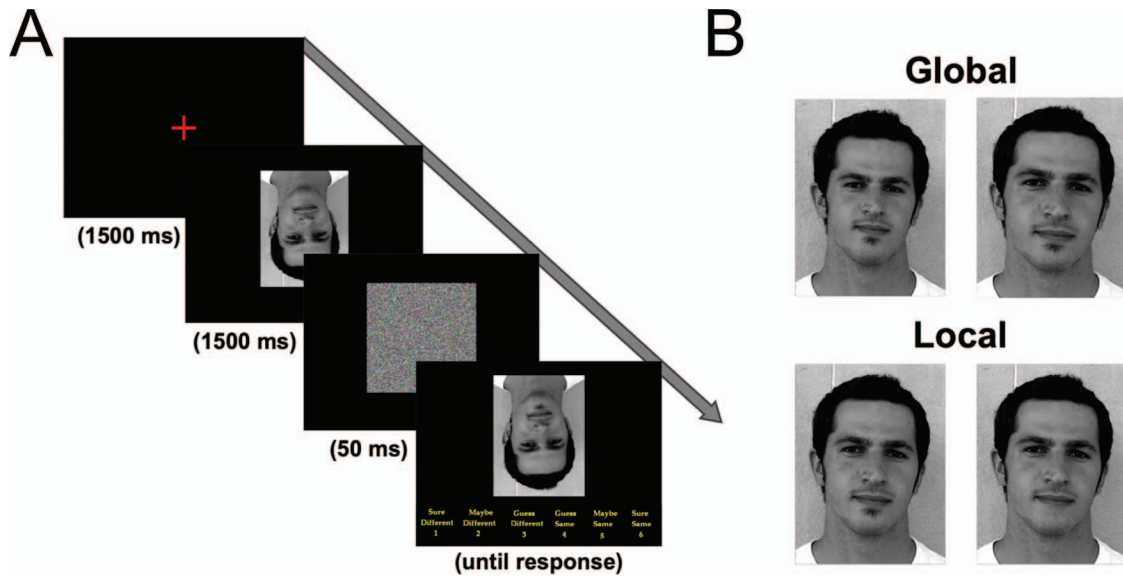 A
(1500 ms)
(1500 ms)
(50 ms)
Sure Maybe Guess Guess Maybe Sure
Different Different Different Same Same Same
1 2 3 4 5 6
(until response)
B
Global
Local